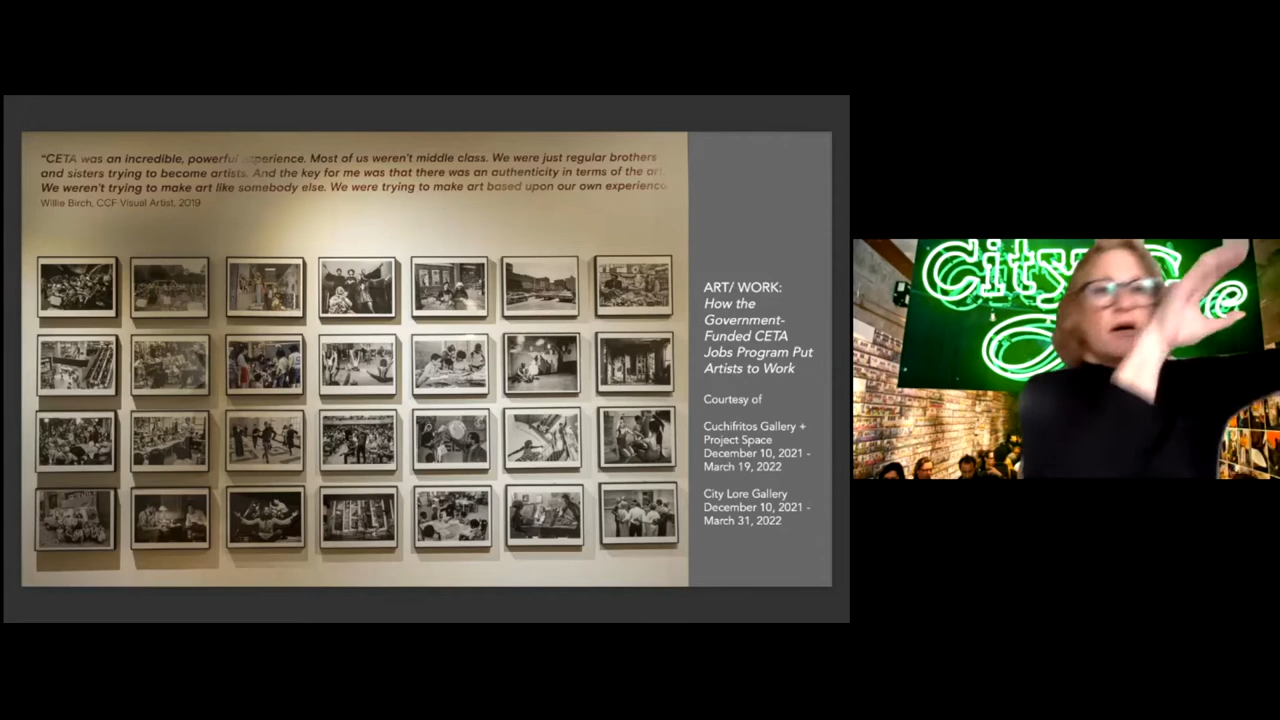 "CETA was an incredible, powerful experience. Most of us weren't middle class. We were just regular brothers
and sisters trying to become artists. And the key for me was that there was an authenticity in terms of the art.
We weren't trying to make art like somebody else. We were trying to make art based upon our own experience
Willie Birch, CCF Visual Artist, 2019
ART/ WORK:
How the
Government-
Funded CETA
Jobs Program Put
Artists to Work
Courtesy of
Cuchifritos Gallery +
Project Space
December 10, 2021 -
March 19, 2022
City Lore Gallery
December 10, 2021 -
March 31, 2022
City